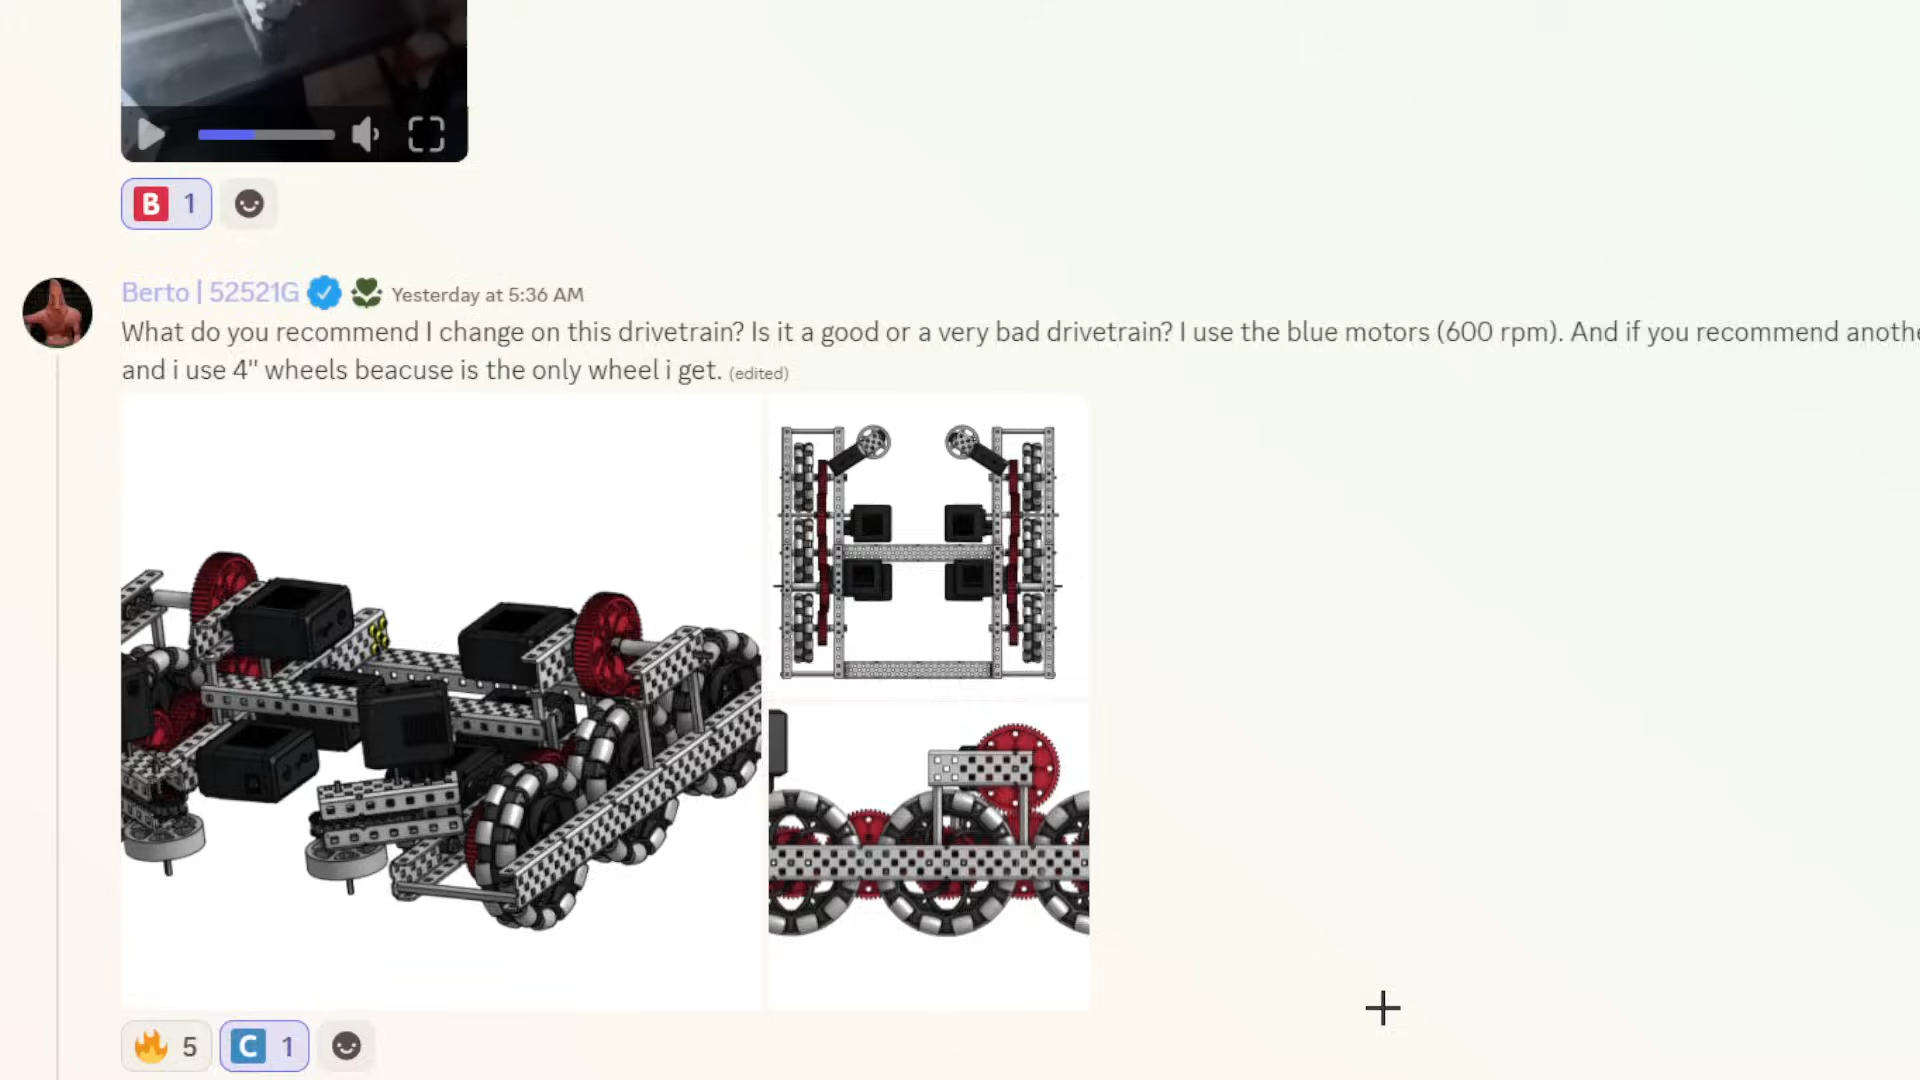 B 1
Berto | 52521G Yesterday at 5:36 AM
What do you recommend I change on this drivetrain? Is it a good or a very bad drivetrain? I use the blue motors (600 rpm). And if you recommend anothe
and i use 4" wheels beacuse is the only wheel i get. (edited)
🔥 5 C 1